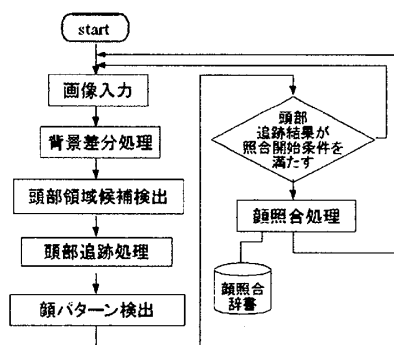 start
画像入力
背景差分処理
頭部領域候補検出
頭部追跡処理
顔パターン検出
頭部
追跡結果が
照合開始条件を
満たす
顔照合処理
顔照合
辞書